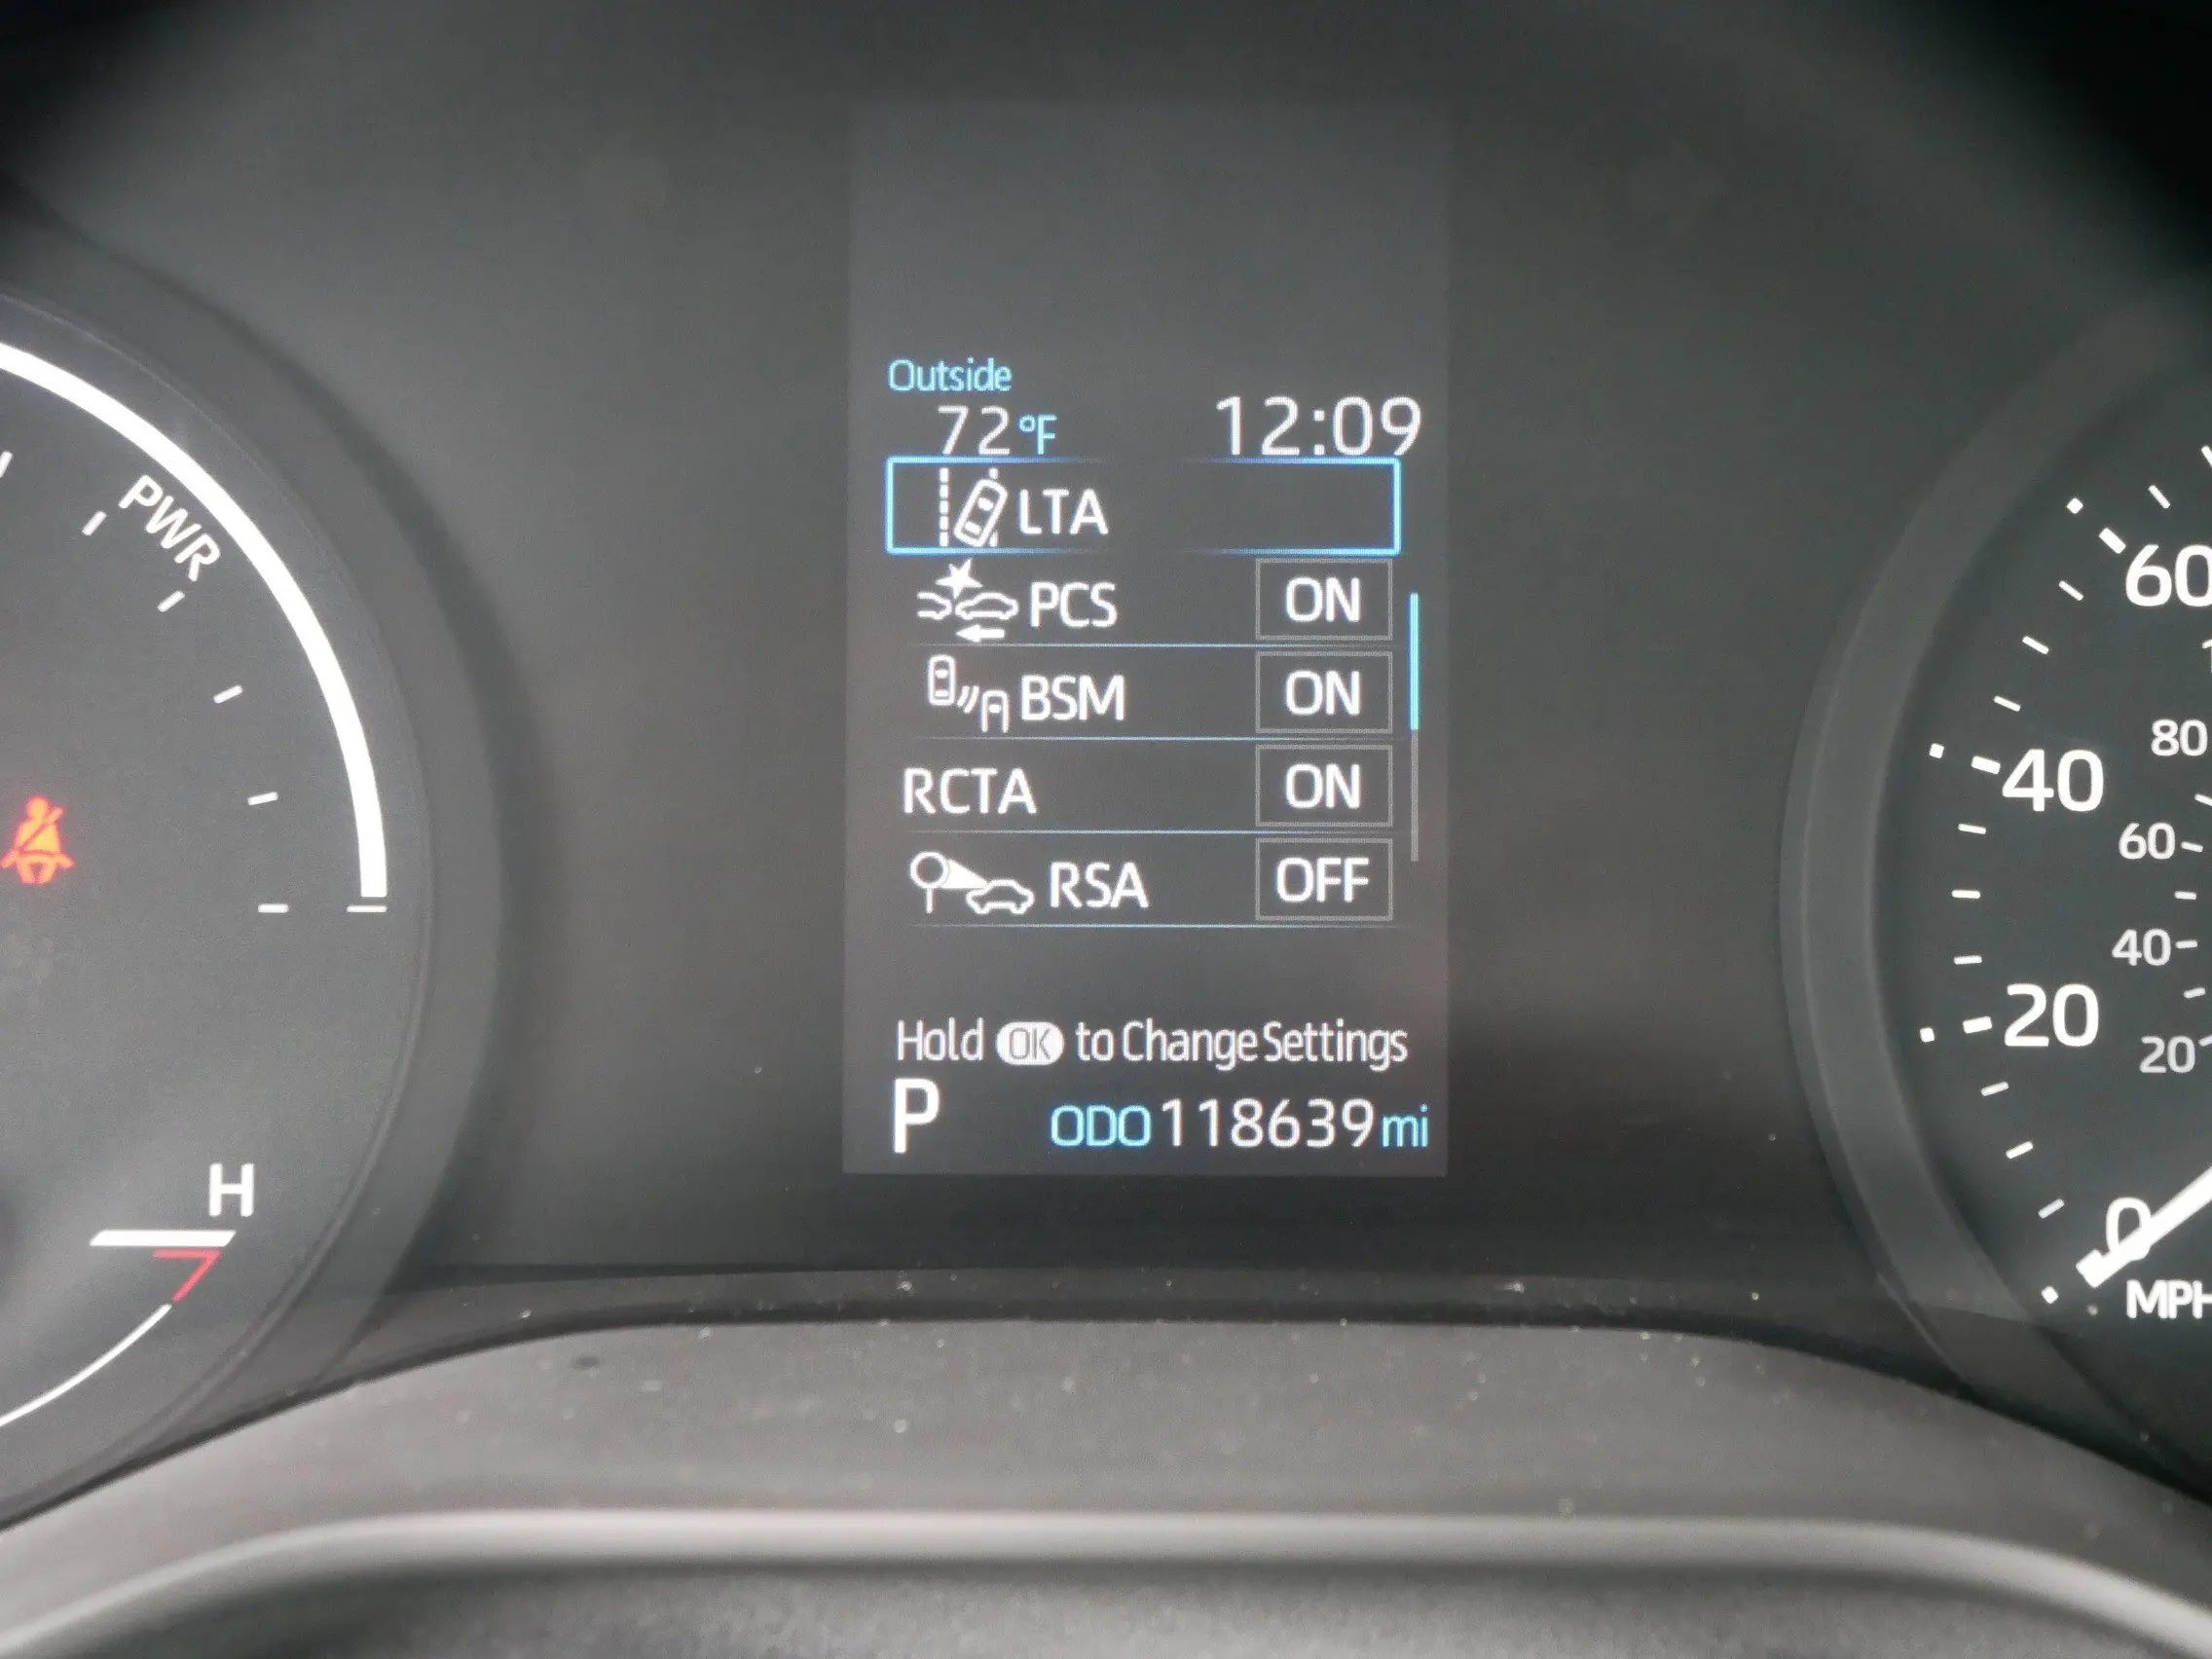 Outside
72 °F 12:09
LTA
PCS ON
BSM ON
RCTA ON
RSA OFF
Hold OK to Change Settings
P ODO 118639 mi
PWR
H
60
80
40
60
40
20
20
0
MPH